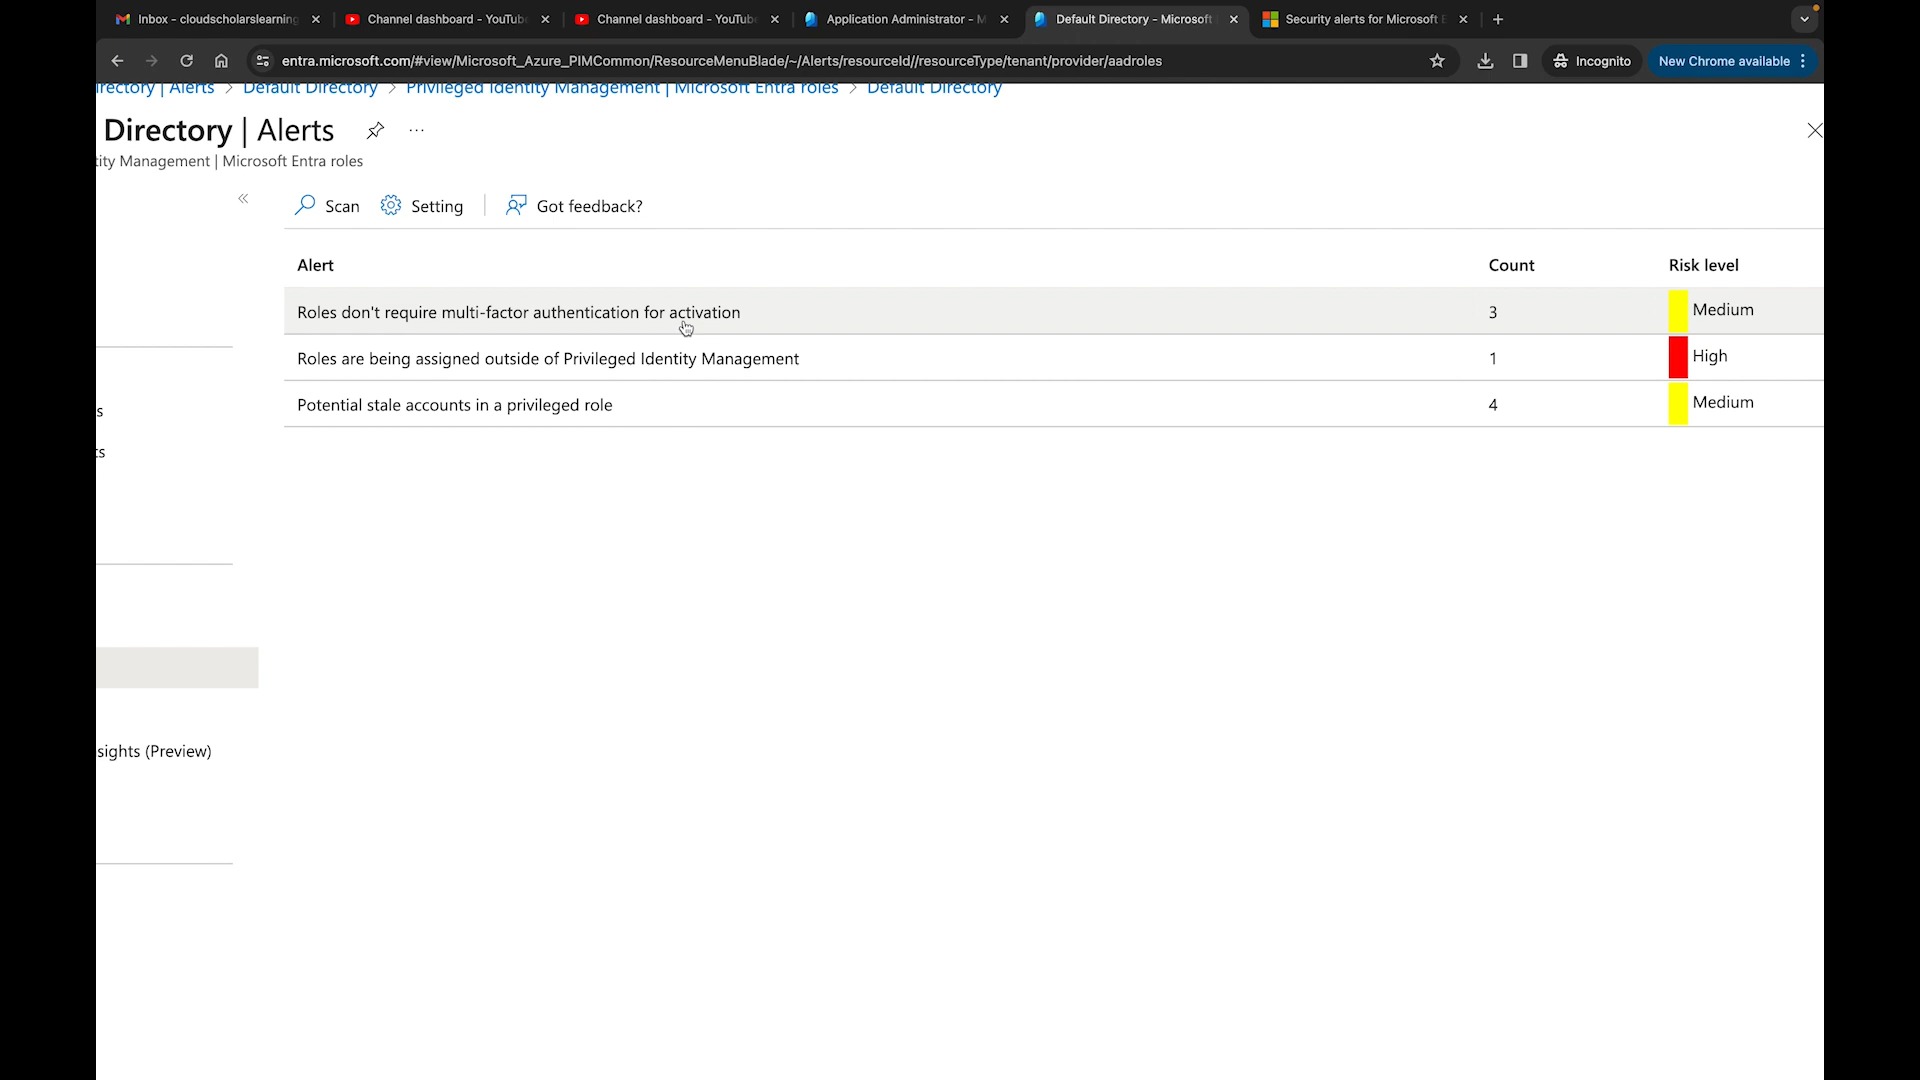 Inbox - cloudscholarslearning
Channel dashboard - YouTube
Channel dashboard - YouTube
Application Administrator - M
Default Directory - Microsoft
Security alerts for Microsoft E
entra.microsoft.com/#view/Microsoft_Azure_PIMCommon/ResourceMenuBlade/~/Alerts/resourceId//resourceType/tenant/provider/aadroles
Incognito
New Chrome available
irectory | Alerts > Default Directory > Privileged Identity Management | Microsoft Entra roles > Default Directory
Directory | Alerts
tity Management | Microsoft Entra roles
Scan
Setting
Got feedback?
Alert Count Risk level
Roles don't require multi-factor authentication for activation 3 Medium
Roles are being assigned outside of Privileged Identity Management 1 High
Potential stale accounts in a privileged role 4 Medium
s
ts
sights (Preview)